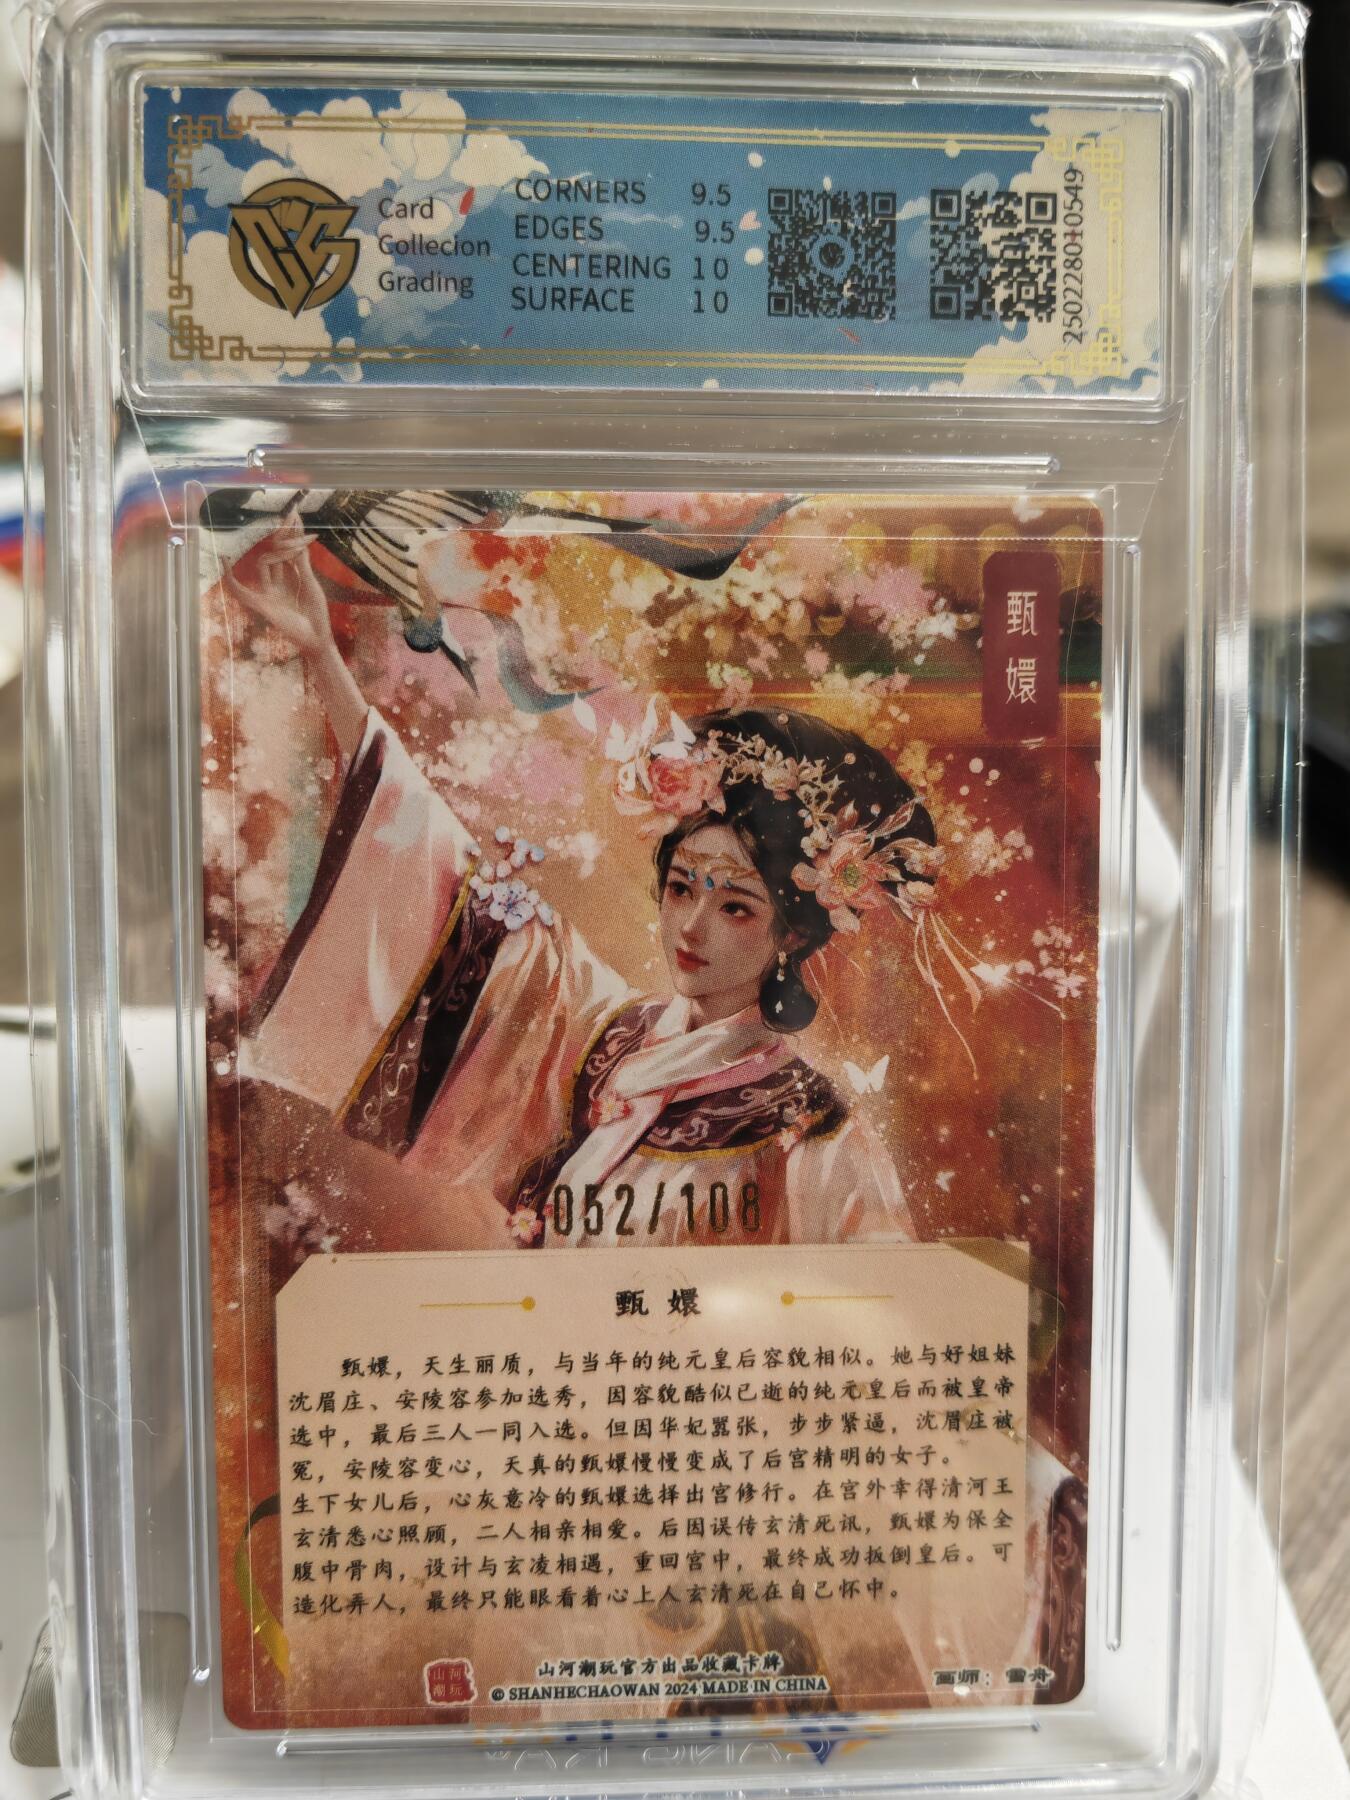 Card
Collecion
Grading
CORNERS 9.5
EDGES 9.5
CENTERING 10
SURFACE 10
2502280100549
甄嬛
052/108
甄嬛
甄嬛，天生丽质，与当年的纯元皇后容貌相似。她与好姐妹
沈眉庄、安陵容参加选秀，因容貌酷似已逝的纯元皇后而被皇帝
选中，最后三人一同入选。但因华妃嚣张，步步紧逼，沈眉庄被
冤，安陵容变心，天真的甄嬛慢慢变成了后宫精明的女子。
生下女儿后，心灰意冷的甄嬛选择出宫修行。在宫外幸得清河王
玄清悉心照顾，二人相亲相爱。后因误传玄清死讯，甄嬛为保全
腹中骨肉，设计与玄凌相遇，重回宫中，最终成功扳倒皇后。可
造化弄人，最终只能眼看着心上人玄清死在自己怀中。
山河
潮玩
山河潮玩官方出品收藏卡牌
© SHANHECHAOWAN 2024 MADE IN CHINA
画师：雪舟